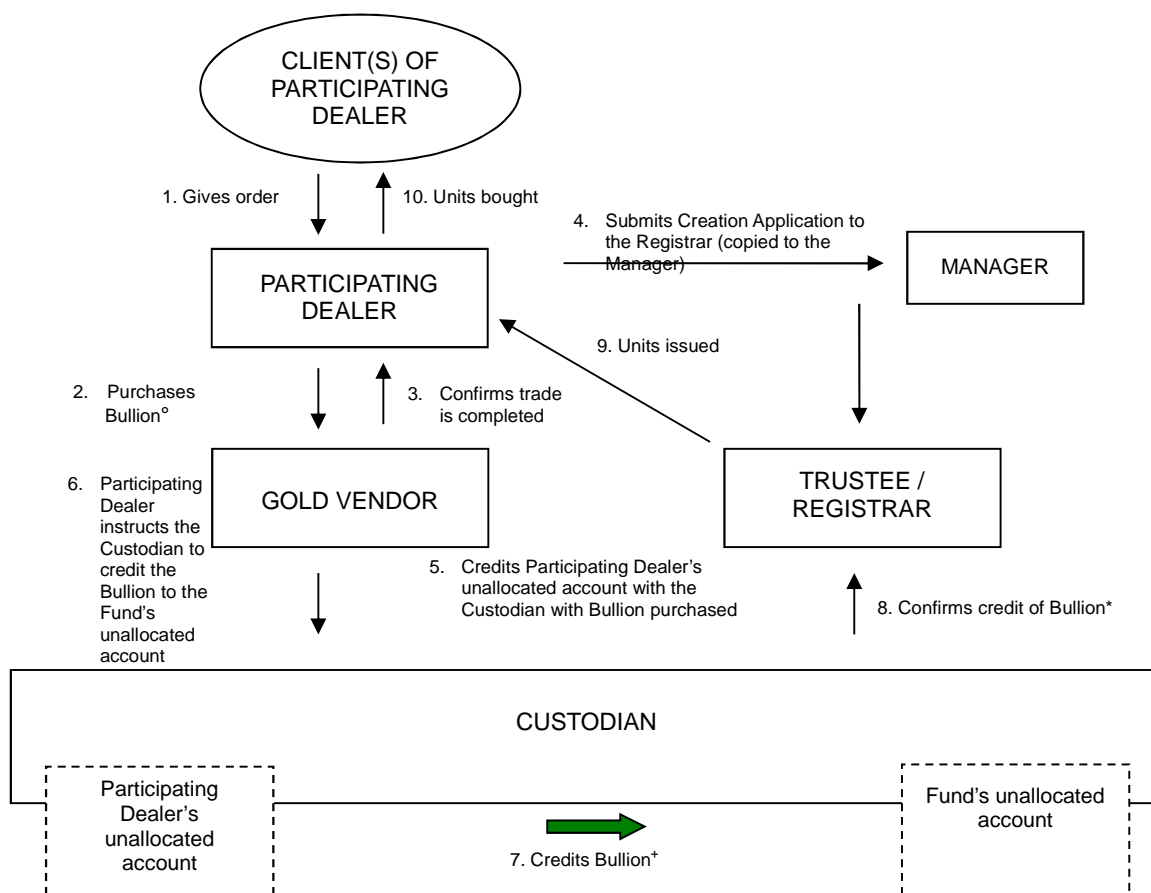 CLIENT(S) OF
PARTICIPATING
DEALER
1. Gives order
10. Units bought
4. Submits Creation Application to
the Registrar (copied to the
Manager)
MANAGER
PARTICIPATING
DEALER
9. Units issued
2. Purchases
Bullion°
3. Confirms trade
is completed
6. Participating
Dealer
instructs the
Custodian to
credit the
Bullion to the
Fund's
unallocated
account
GOLD VENDOR
TRUSTEE /
REGISTRAR
5. Credits Participating Dealer's
unallocated account with the
Custodian with Bullion purchased
8. Confirms credit of Bullion*
CUSTODIAN
Participating
Dealer's
unallocated
account
Fund's unallocated
account
7. Credits Bullion⁺